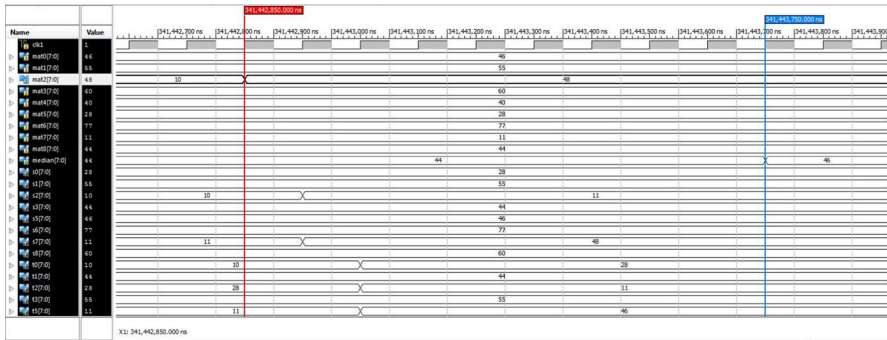 341,442,850.000 ns
341,443,750.000 ns
Name Value 341,442,700 ns 341,442,800 ns 341,442,900 ns 341,443,000 ns 341,443,100 ns 341,443,200 ns 341,443,300 ns 341,443,400 ns 341,443,500 ns 341,443,600 ns 341,443,700 ns 341,443,800 ns 341,443,900
clk1 1
mat0[7:0] 46 46
mat1[7:0] 55 55
mat2[7:0] 48 10 48
mat3[7:0] 60 60
mat4[7:0] 40 40
mat5[7:0] 28 28
mat6[7:0] 77 77
mat7[7:0] 11 11
mat8[7:0] 44 44
median[7:0] 44 44 46
s0[7:0] 28 28
s1[7:0] 55 55
s2[7:0] 10 10 11
s3[7:0] 44 44
s5[7:0] 46 46
s6[7:0] 77 77
s7[7:0] 11 11 48
s8[7:0] 60 60
t0[7:0] 10 10 28
t1[7:0] 44 44
t2[7:0] 28 28 11
t3[7:0] 55 55
t5[7:0] 11 11 46
X1: 341,442,850.000 ns